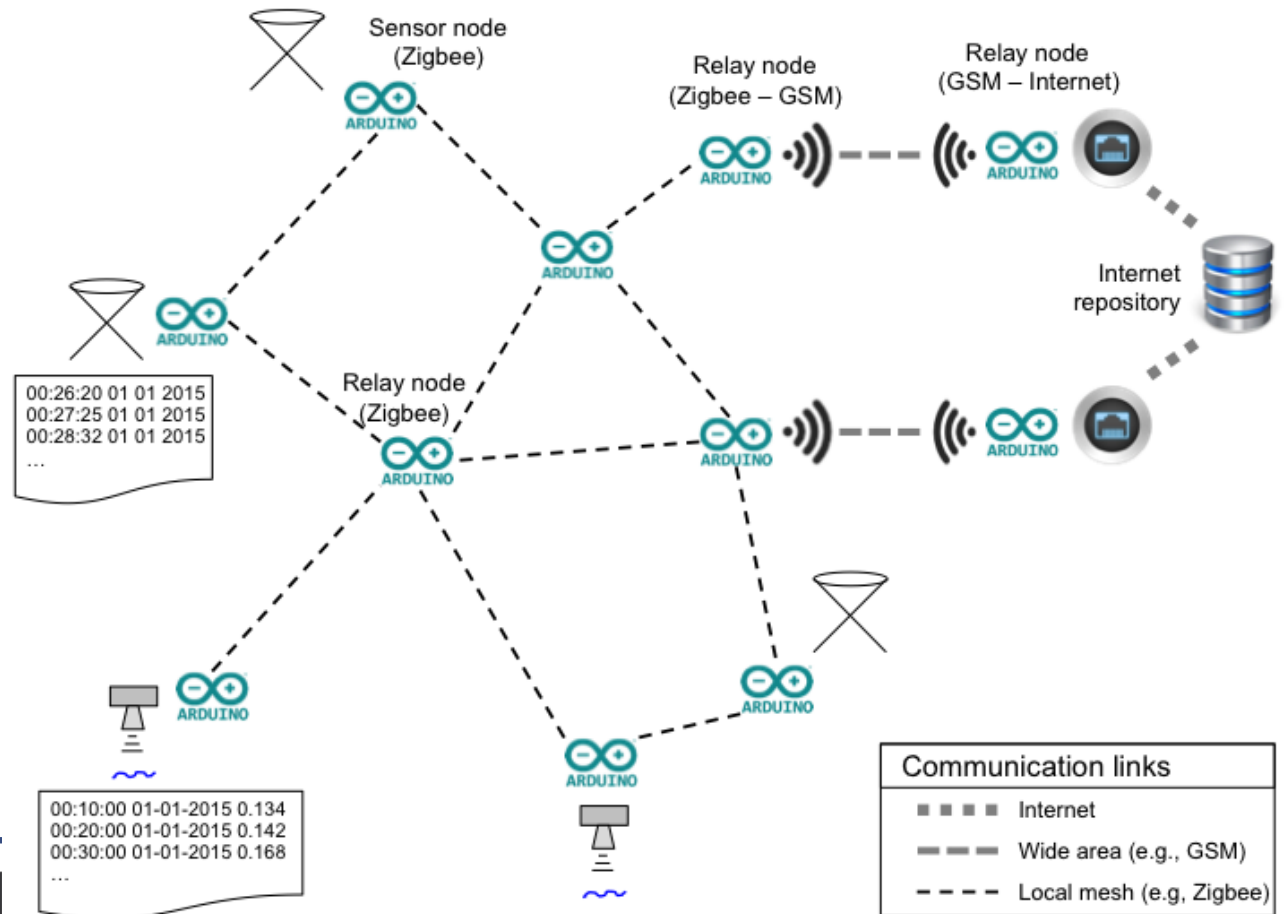 Sensor node
(Zigbee)
ARDUINO
Relay node
(Zigbee – GSM)
ARDUINO
Relay node
(GSM – Internet)
ARDUINO
ARDUINO
Internet
repository
ARDUINO
00:26:20 01 01 2015
00:27:25 01 01 2015
00:28:32 01 01 2015
...
Relay node
(Zigbee)
ARDUINO
ARDUINO
ARDUINO
ARDUINO
00:10:00 01-01-2015 0.134
00:20:00 01-01-2015 0.142
00:30:00 01-01-2015 0.168
...
ARDUINO
ARDUINO
Communication links
Internet
Wide area (e.g., GSM)
Local mesh (e.g, Zigbee)